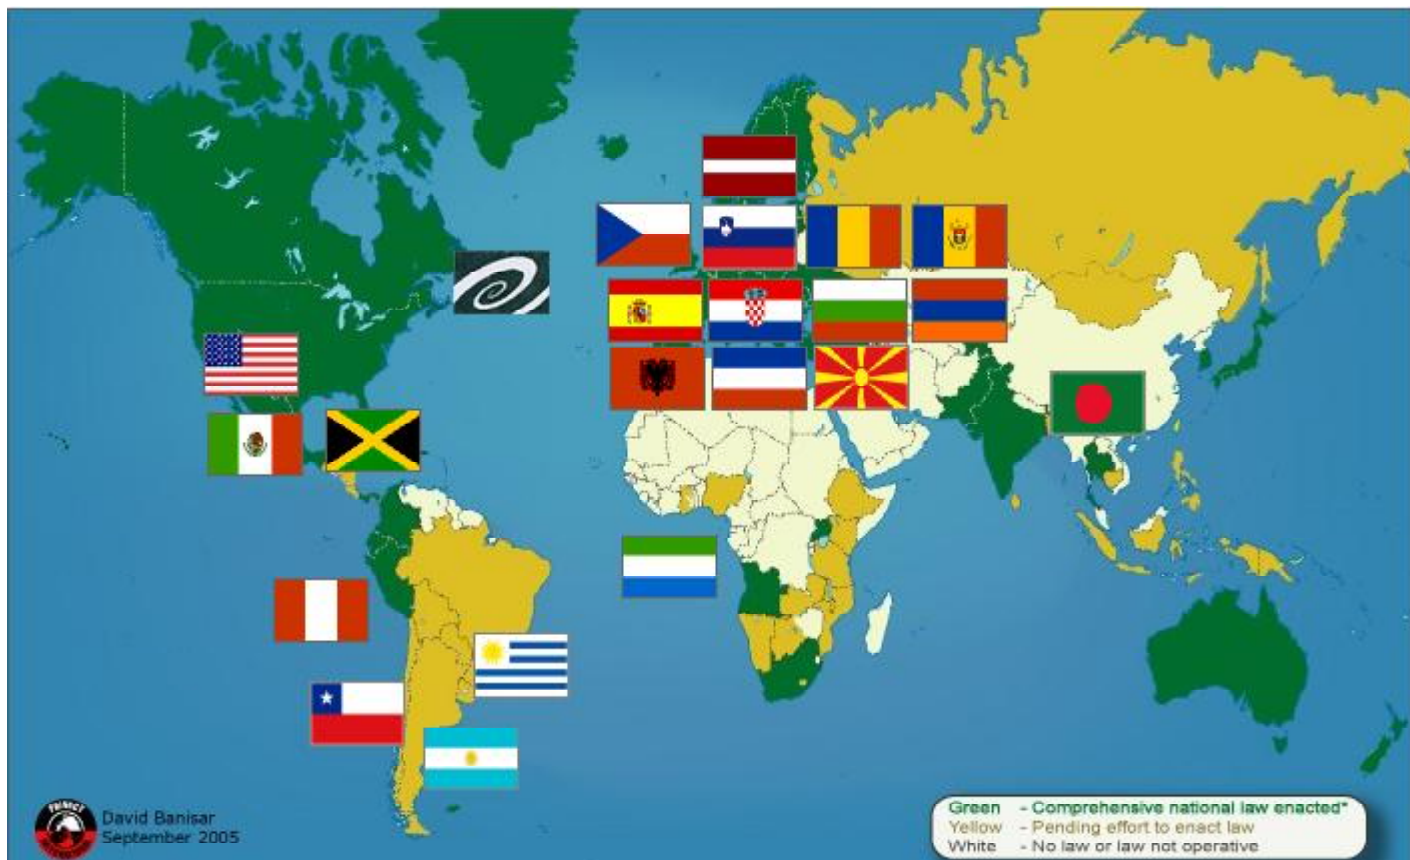 David Banisar
September 2005
Green - Comprehensive national law enacted*
Yellow - Pending effort to enact law
White - No law or law not operative